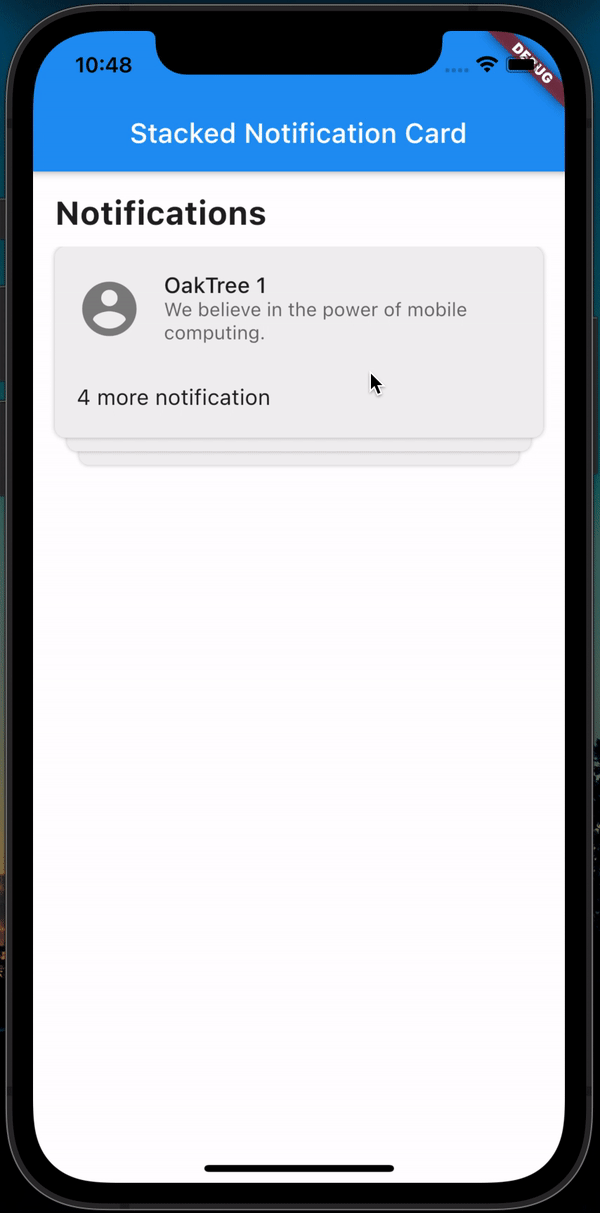 10:48
DEBUG
Stacked Notification Card
Notifications
OakTree 1
We believe in the power of mobile
computing.
4 more notification